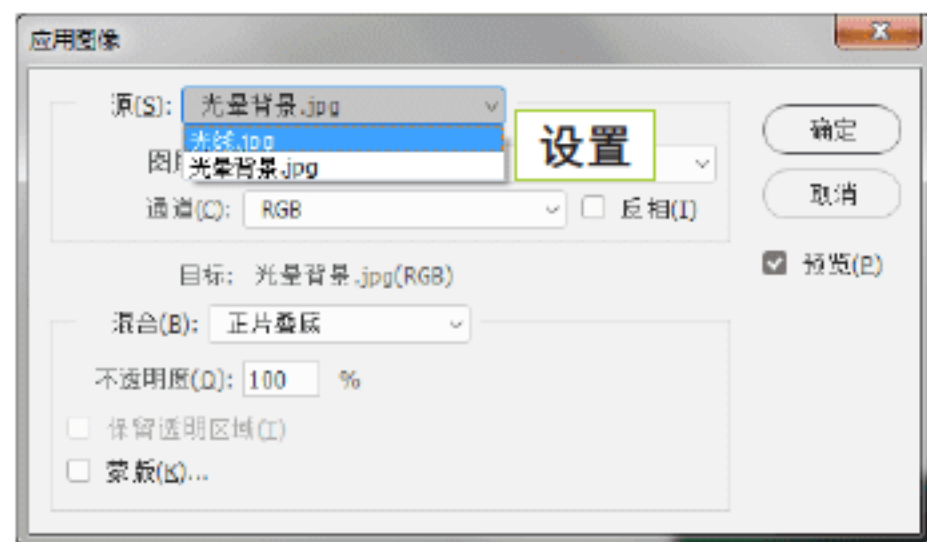 应用图像
源(S): 光晕背景.jpg
光线.jpg
设置
图
光晕背景.jpg
通道(C): RGB 反相(I)
确定
取消
预览(P)
目标: 光晕背景.jpg(RGB)
混合(B): 正片叠底
不透明度(O): 100 %
保留透明区域(T)
蒙版(K)...